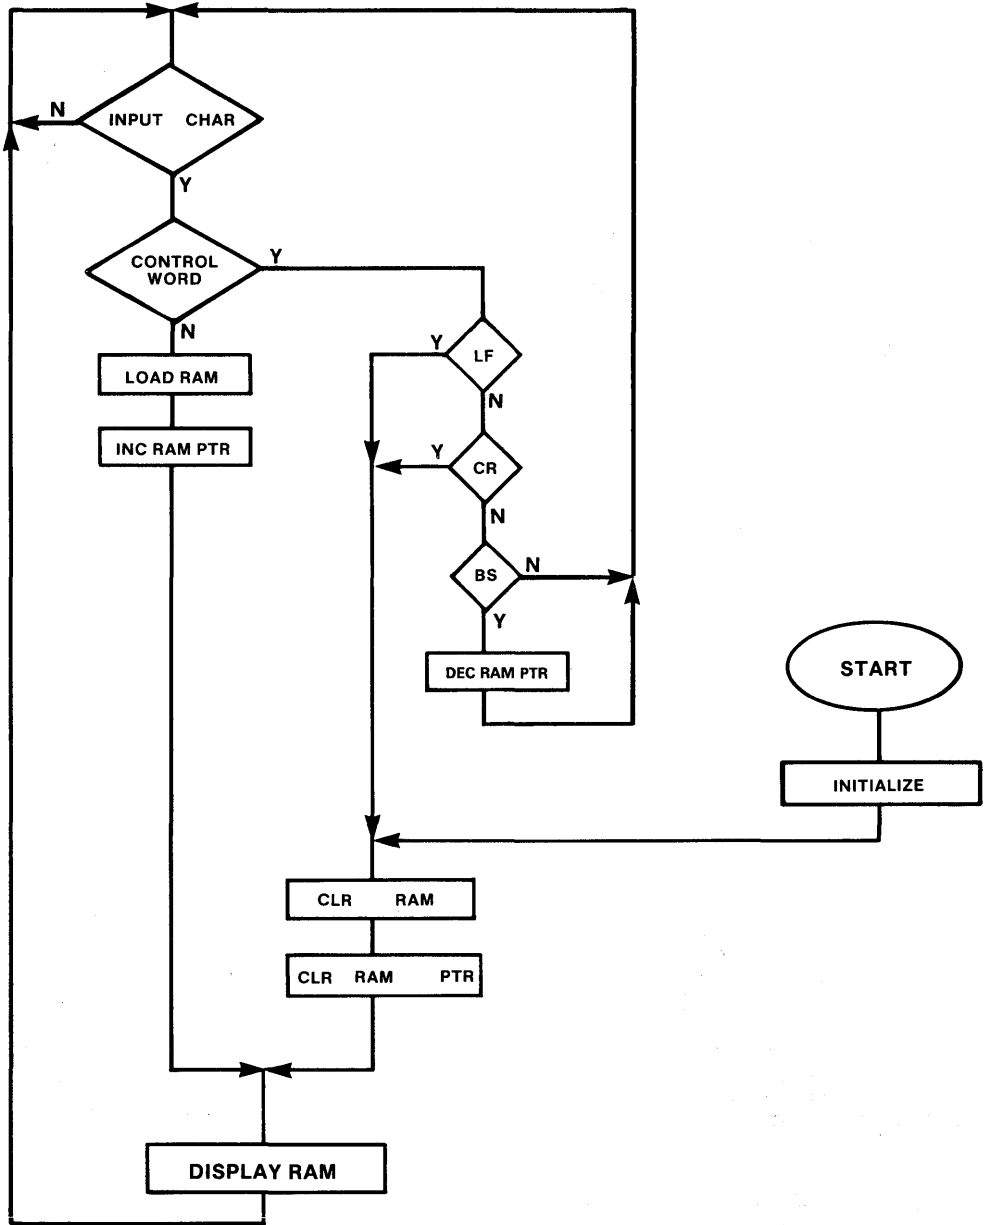 N
INPUT CHAR
Y
CONTROL
WORD
Y
N
LOAD RAM
INC RAM PTR
Y
LF
N
Y
CR
N
BS
N
Y
DEC RAM PTR
START
INITIALIZE
CLR RAM
CLR RAM PTR
DISPLAY RAM